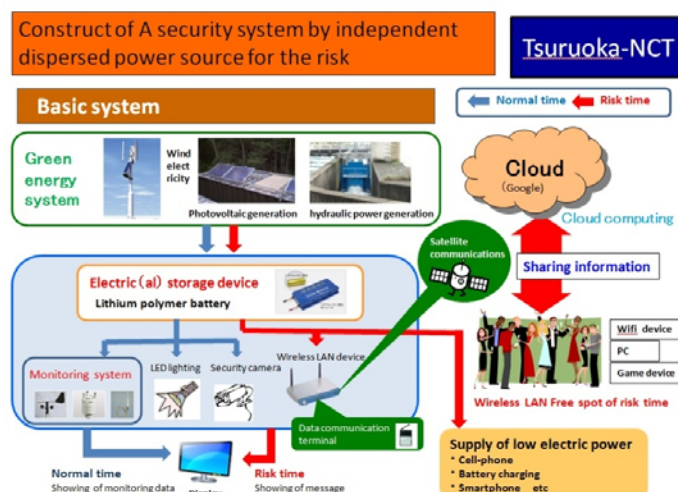 Construct of A security system by independent
dispersed power source for the risk
Tsuruoka-NCT
Basic system
Normal time
Risk time
Green
energy
system
Wind
elect
ricity
Photovoltaic generation
hydraulic power generation
Cloud
(Google)
Cloud computing
Satellite
communications
Sharing information
Electric(al) storage device
Lithium polymer battery
Monitoring system
LED lighting
Security camera
Wireless LAN device
Wifi device
PC
Game device
Wireless LAN Free spot of risk time
Data communication
terminal
Supply of low electric power
・Cell-phone
・Battery charging
・Smartphone etc
Normal time
Showing of monitoring data
Display
Risk time
Showing of message